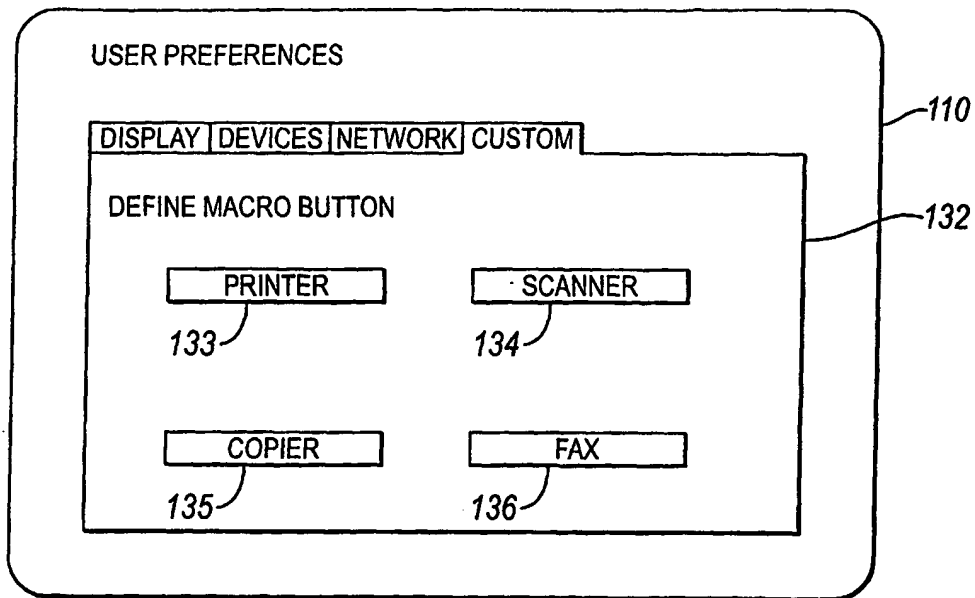 USER PREFERENCES
110
DISPLAY DEVICES NETWORK CUSTOM
132
DEFINE MACRO BUTTON
PRINTER SCANNER
133 134
COPIER FAX
135 136